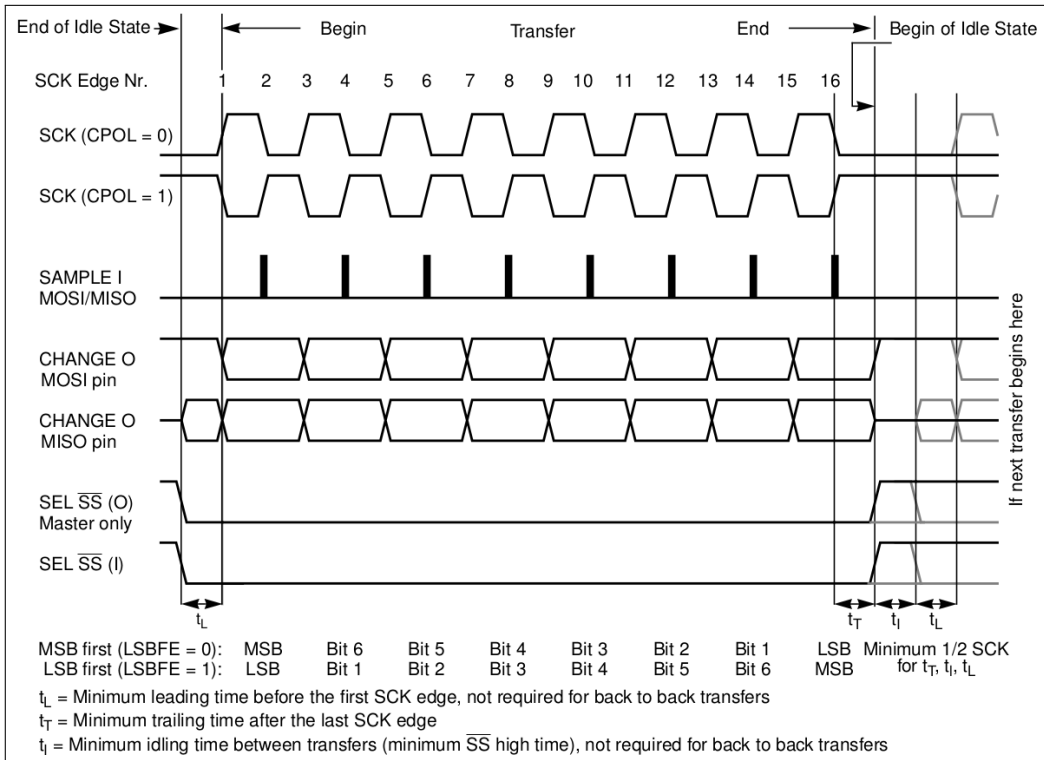 End of Idle State Begin Transfer End Begin of Idle State
SCK Edge Nr. 1 2 3 4 5 6 7 8 9 10 11 12 13 14 15 16
SCK (CPOL = 0)
SCK (CPOL = 1)
SAMPLE I
MOSI/MISO
CHANGE O
MOSI pin
CHANGE O
MISO pin
SEL SS (O)
Master only
SEL SS (I)
If next transfer begins here
tL tT tI tL
MSB first (LSBFE = 0): MSB Bit 6 Bit 5 Bit 4 Bit 3 Bit 2 Bit 1 LSB Minimum 1/2 SCK
LSB first (LSBFE = 1): LSB Bit 1 Bit 2 Bit 3 Bit 4 Bit 5 Bit 6 MSB for tT, tI, tL
tL = Minimum leading time before the first SCK edge, not required for back to back transfers
tT = Minimum trailing time after the last SCK edge
tI = Minimum idling time between transfers (minimum SS high time), not required for back to back transfers